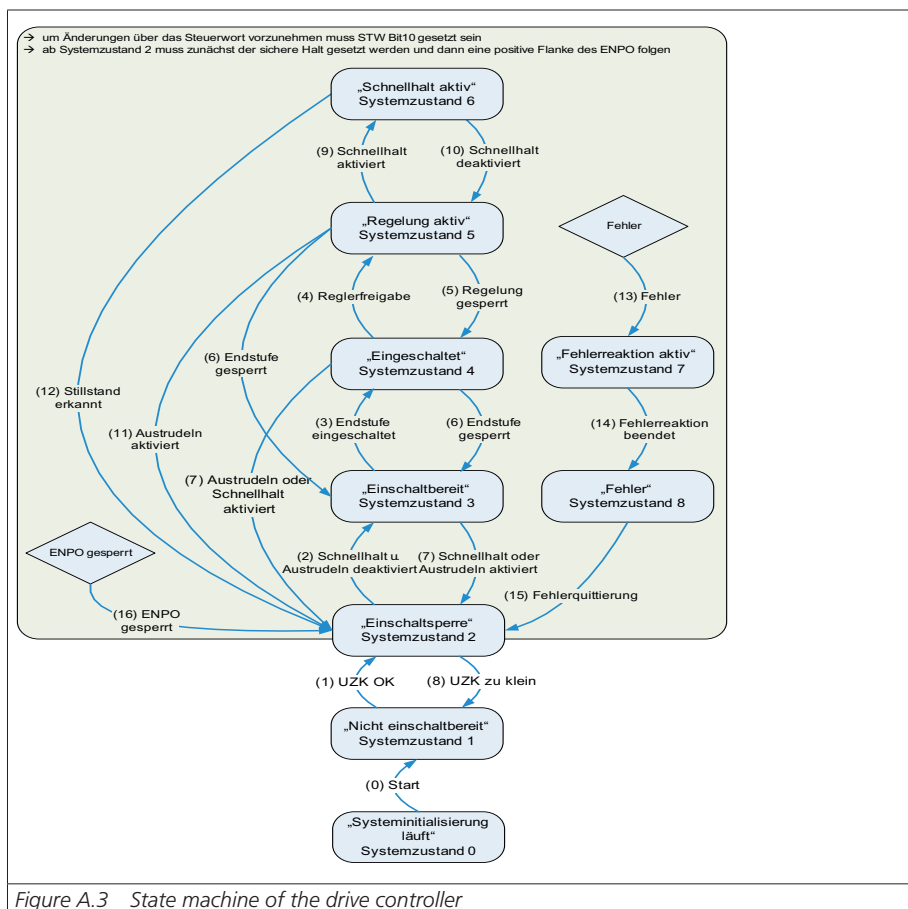 → um Änderungen über das Steuerwort vorzunehmen muss STW Bit10 gesetzt sein
→ ab Systemzustand 2 muss zunächst der sichere Halt gesetzt werden und dann eine positive Flanke des ENPO folgen
„Schnellhalt aktiv“
Systemzustand 6
(9) Schnellhalt
aktiviert
(10) Schnellhalt
deaktiviert
„Regelung aktiv“
Systemzustand 5
Fehler
(4) Reglerfreigabe
(5) Regelung
gesperrt
(13) Fehler
(6) Endstufe
gesperrt
„Eingeschaltet“
Systemzustand 4
„Fehlerreaktion aktiv“
Systemzustand 7
(12) Stillstand
erkannt
(11) Austrudeln
aktiviert
(3) Endstufe
eingeschaltet
(6) Endstufe
gesperrt
(14) Fehlerreaktion
beendet
(7) Austrudeln oder
Schnellhalt
aktiviert
„Einschaltbereit“
Systemzustand 3
„Fehler“
Systemzustand 8
ENPO gesperrt
(2) Schnellhalt u.
Austrudeln deaktiviert
(7) Schnellhalt oder
Austrudeln aktiviert
(15) Fehlerquittierung
(16) ENPO
gesperrt
„Einschaltsperre“
Systemzustand 2
(1) UZK OK
(8) UZK zu klein
„Nicht einschaltbereit“
Systemzustand 1
(0) Start
„Systeminitialisierung
läuft“
Systemzustand 0
Figure A.3 State machine of the drive controller